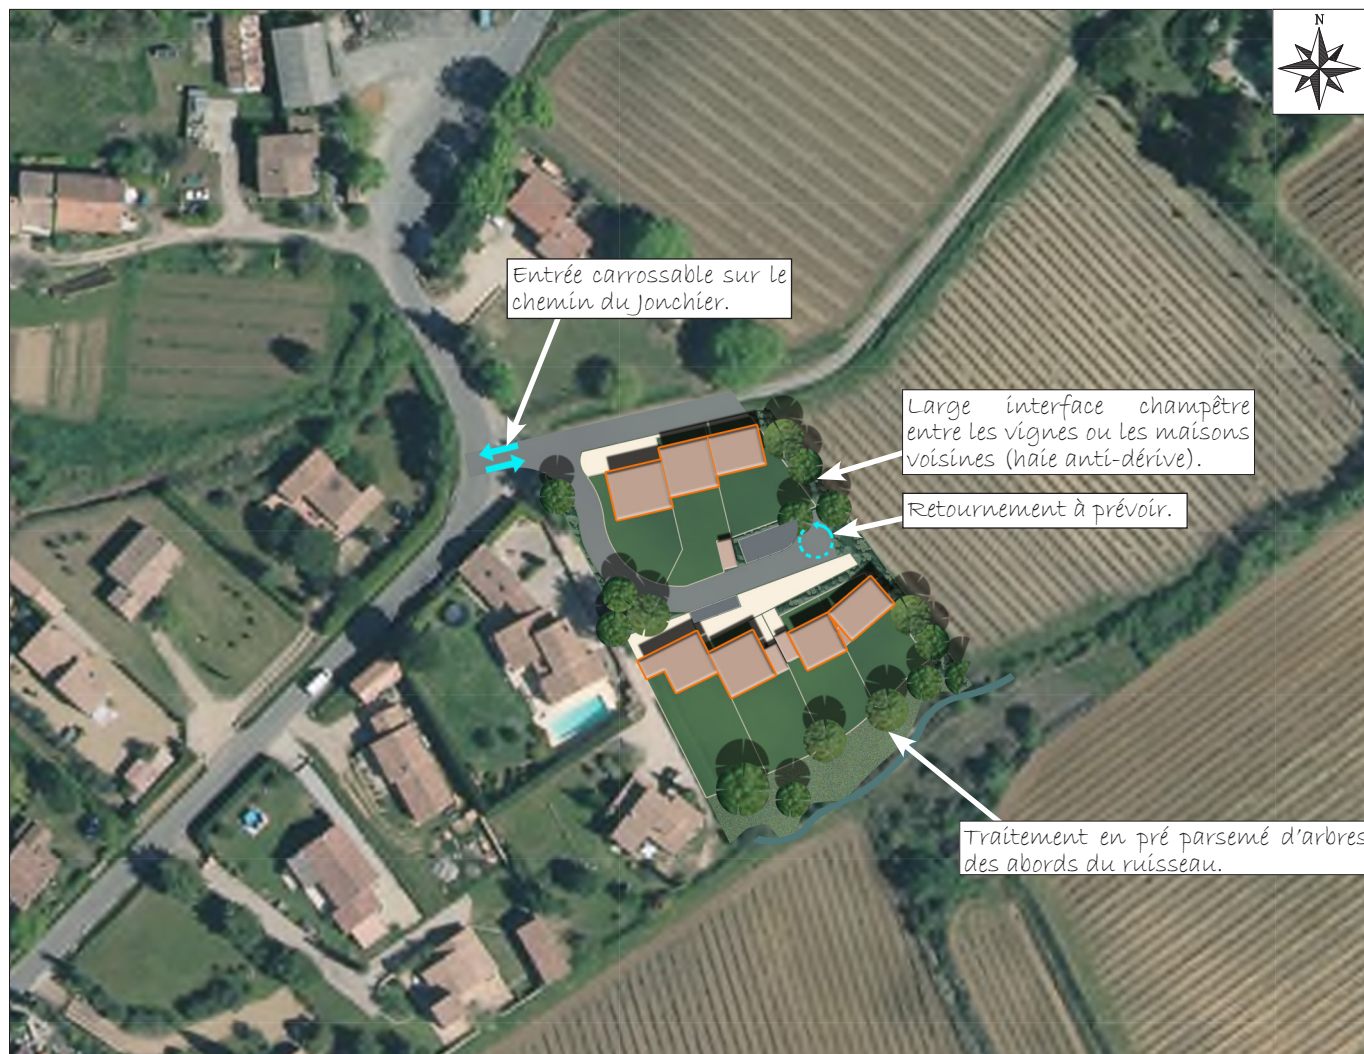 N
Entrée carrossable sur le
chemin du Jonchier.
Large interface champêtre
entre les vignes ou les maisons
voisines (haie anti-dérive).
Retournement à prévoir.
Traitement en pré parsemé d'arbres
des abords du ruisseau.